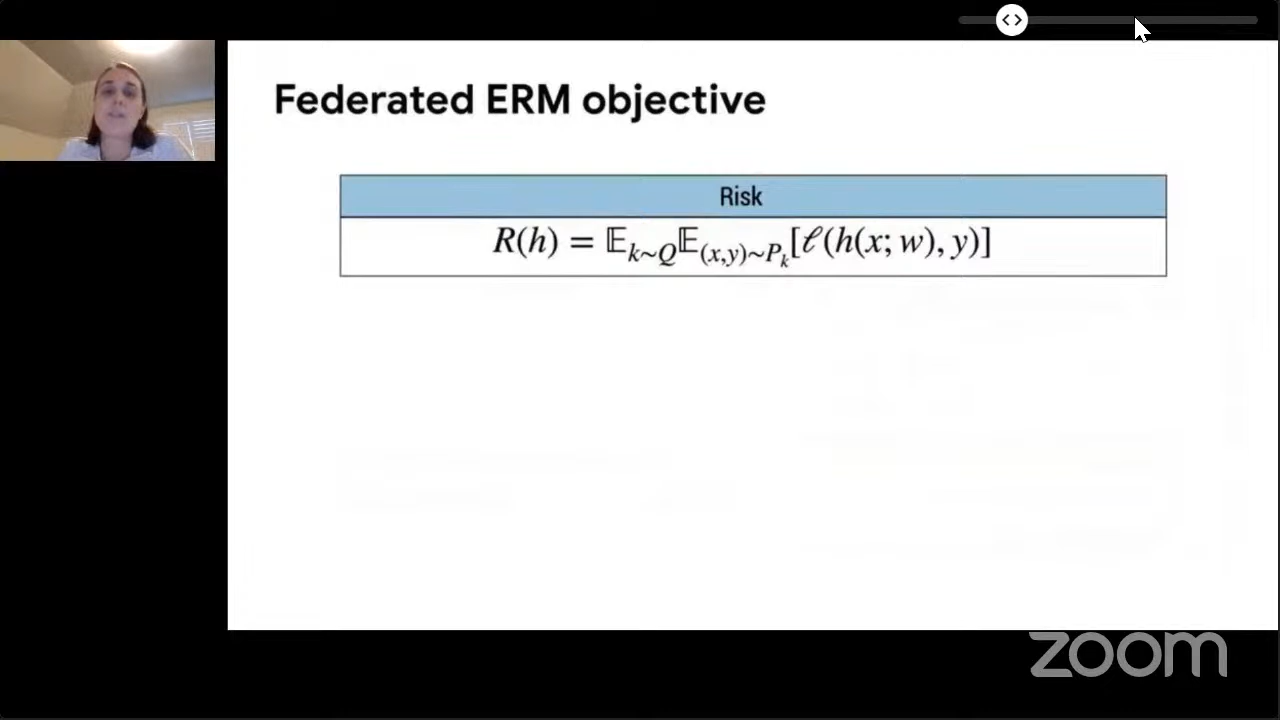 Federated ERM objective
Risk
R(h) = 𝔼_{k~Q}𝔼_{(x,y)~P_k}[ℓ(h(x; w), y)]
zoom